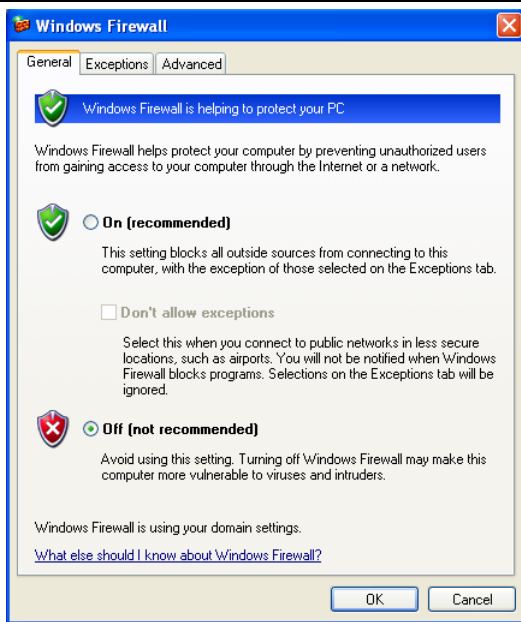 Windows Firewall
General Exceptions Advanced
Windows Firewall is helping to protect your PC
Windows Firewall helps protect your computer by preventing unauthorized users
from gaining access to your computer through the Internet or a network.
On (recommended)
This setting blocks all outside sources from connecting to this
computer, with the exception of those selected on the Exceptions tab.
Don't allow exceptions
Select this when you connect to public networks in less secure
locations, such as airports. You will not be notified when Windows
Firewall blocks programs. Selections on the Exceptions tab will be
ignored.
Off (not recommended)
Avoid using this setting. Turning off Windows Firewall may make this
computer more vulnerable to viruses and intruders.
Windows Firewall is using your domain settings.
What else should I know about Windows Firewall?
OK Cancel